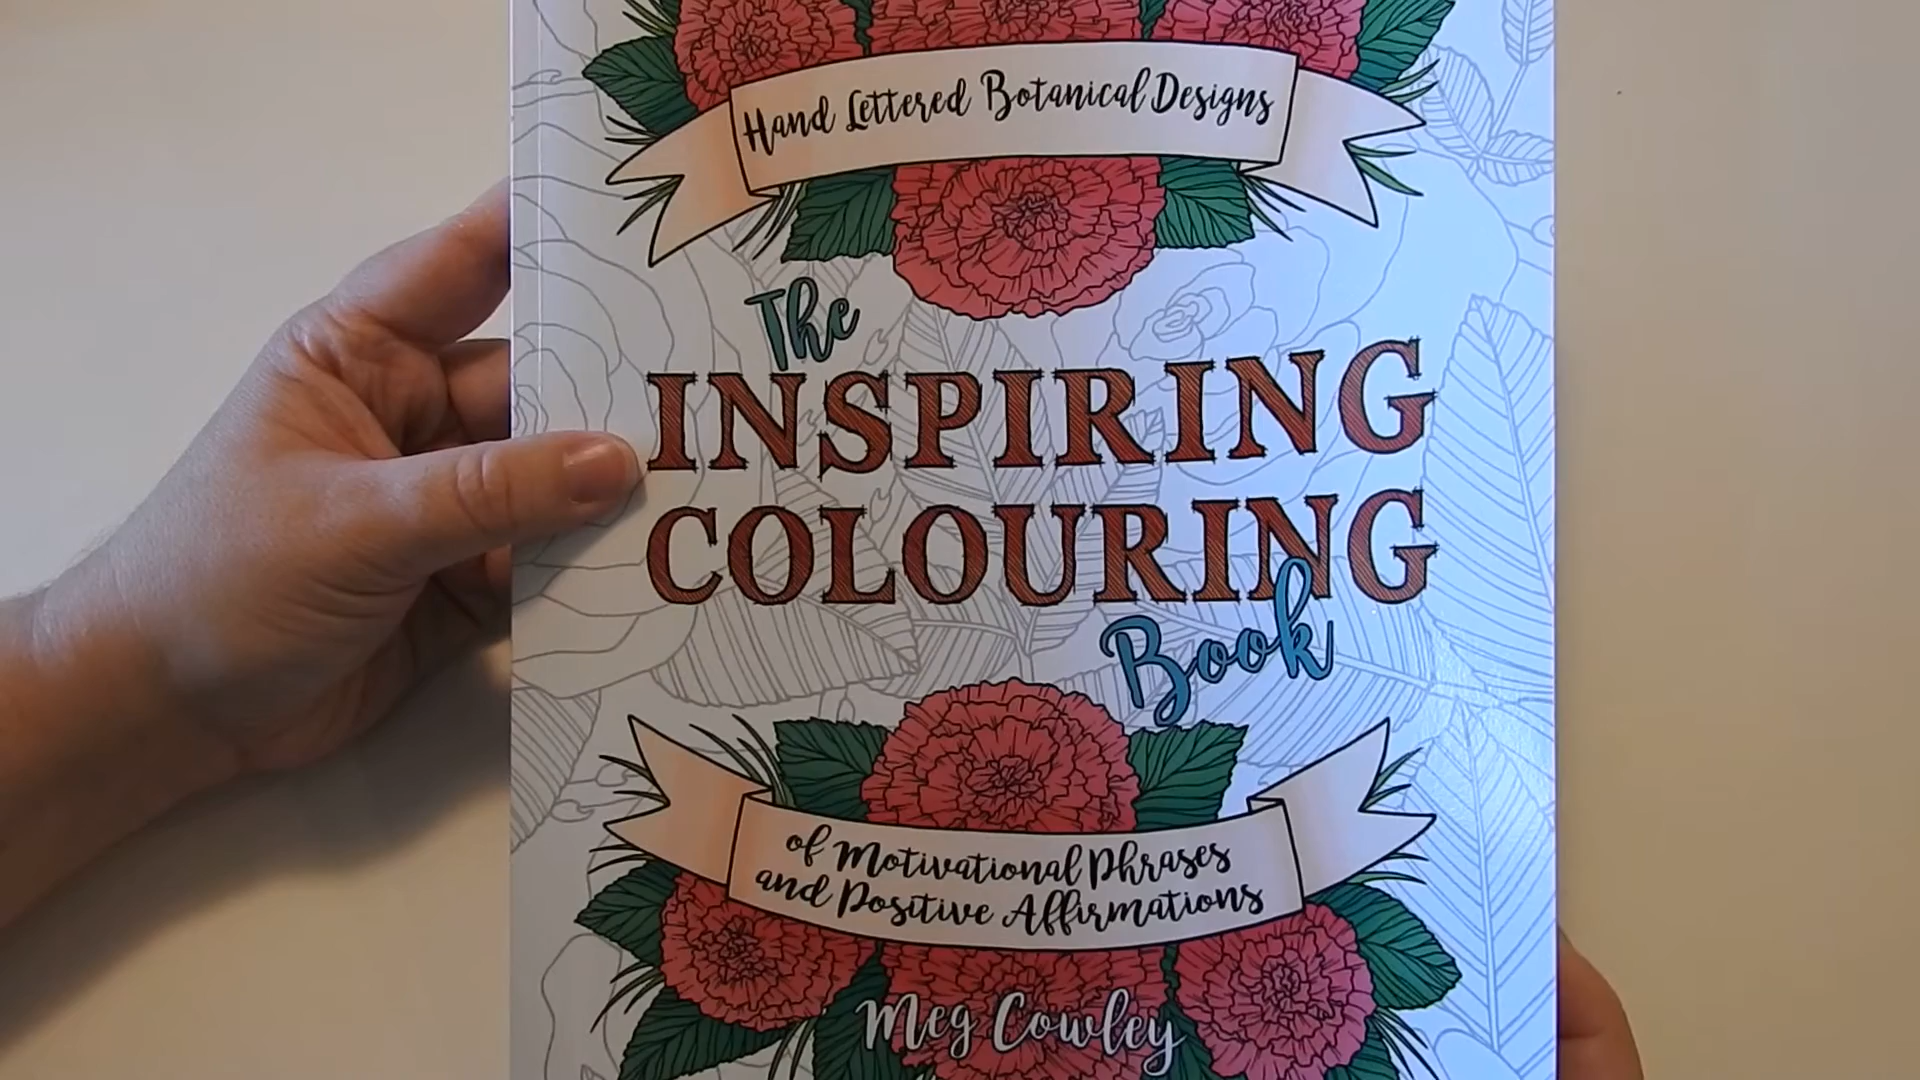 Hand Lettered Botanical Designs
The
INSPIRING
COLOURING
Book
of Motivational Phrases
and Positive Affirmations
Meg Cowley